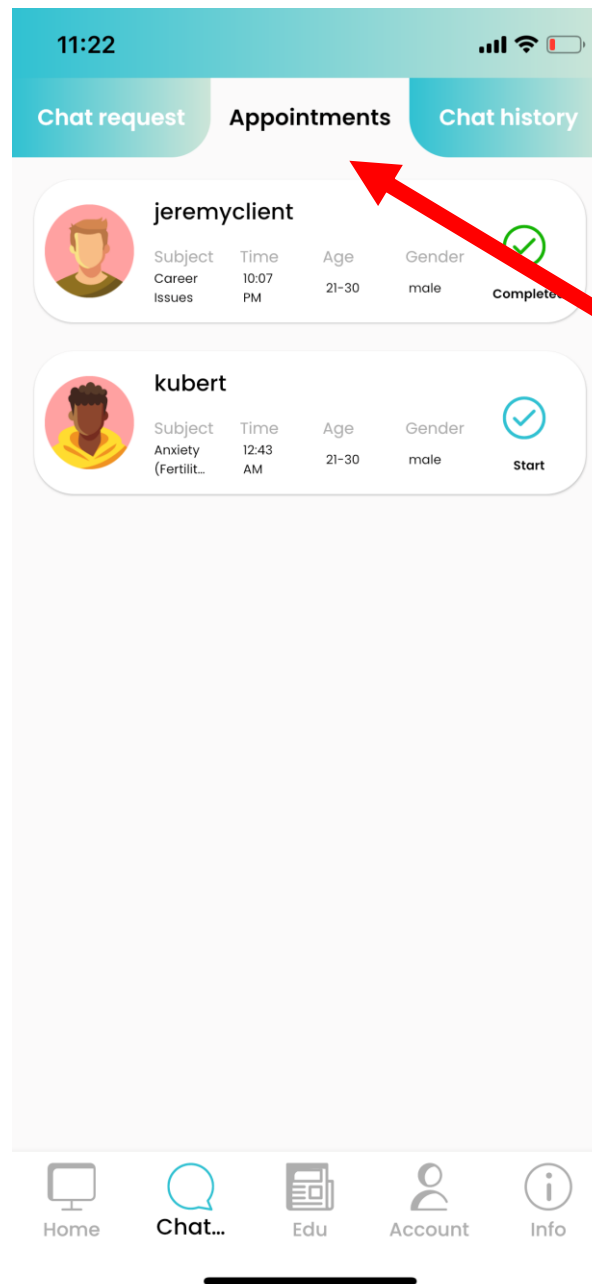 11:22
Chat request Appointments Chat history
jeremyclient
Subject Time Age Gender
Career 10:07 21-30 male
Issues PM
Completed
kubert
Subject Time Age Gender
Anxiety 12:43 21-30 male
(Fertilit... AM
Start
Home Chat... Edu Account Info